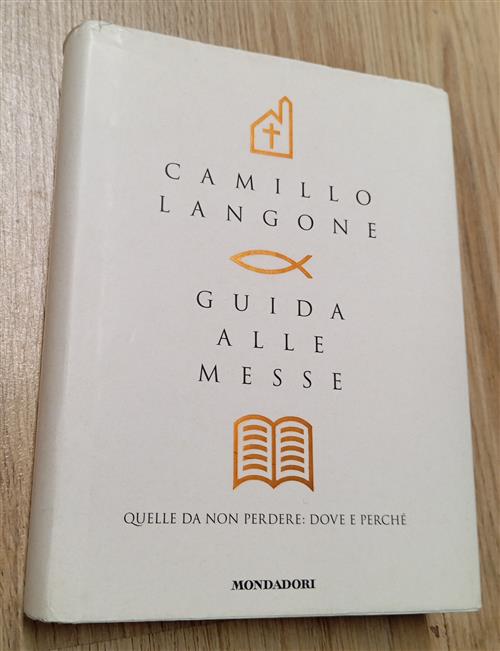 CAMILLO
LANGONE
GUIDA
ALLE
MESSE
QUELLE DA NON PERDERE: DOVE E PERCHÉ
MONDADORI